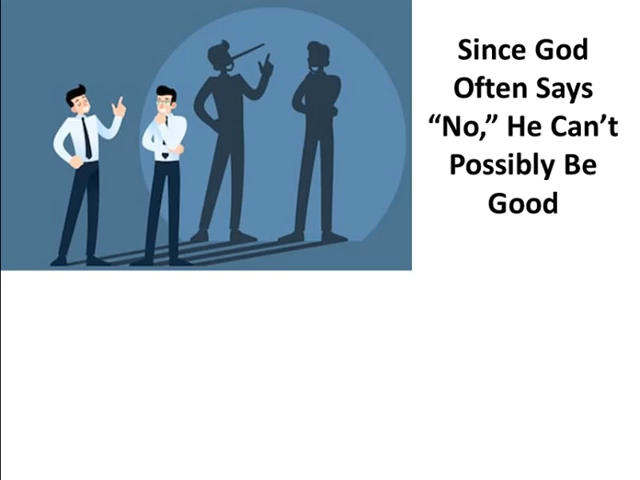 Since God
Often Says
“No,” He Can’t
Possibly Be
Good